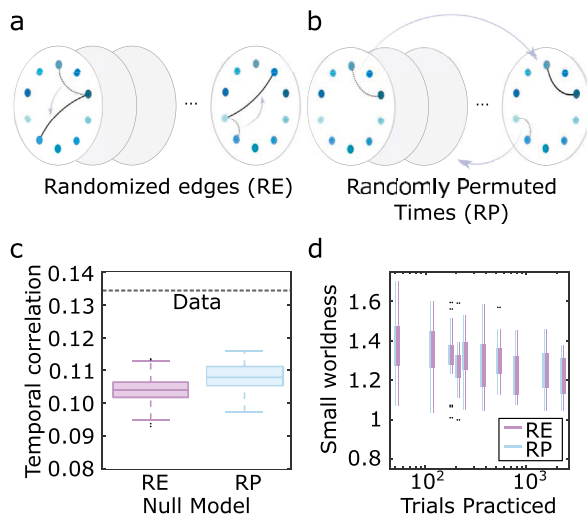 a
b
...
...
Randomized edges (RE)
Randomly Permuted
Times (RP)
c
d
Temporal correlation
0.14
0.13
0.12
0.11
0.10
0.09
0.08
Data
RE
RP
Null Model
Small worldness
1.6
1.4
1.2
1
0.8
RE
RP
10²
10³
Trials Practiced